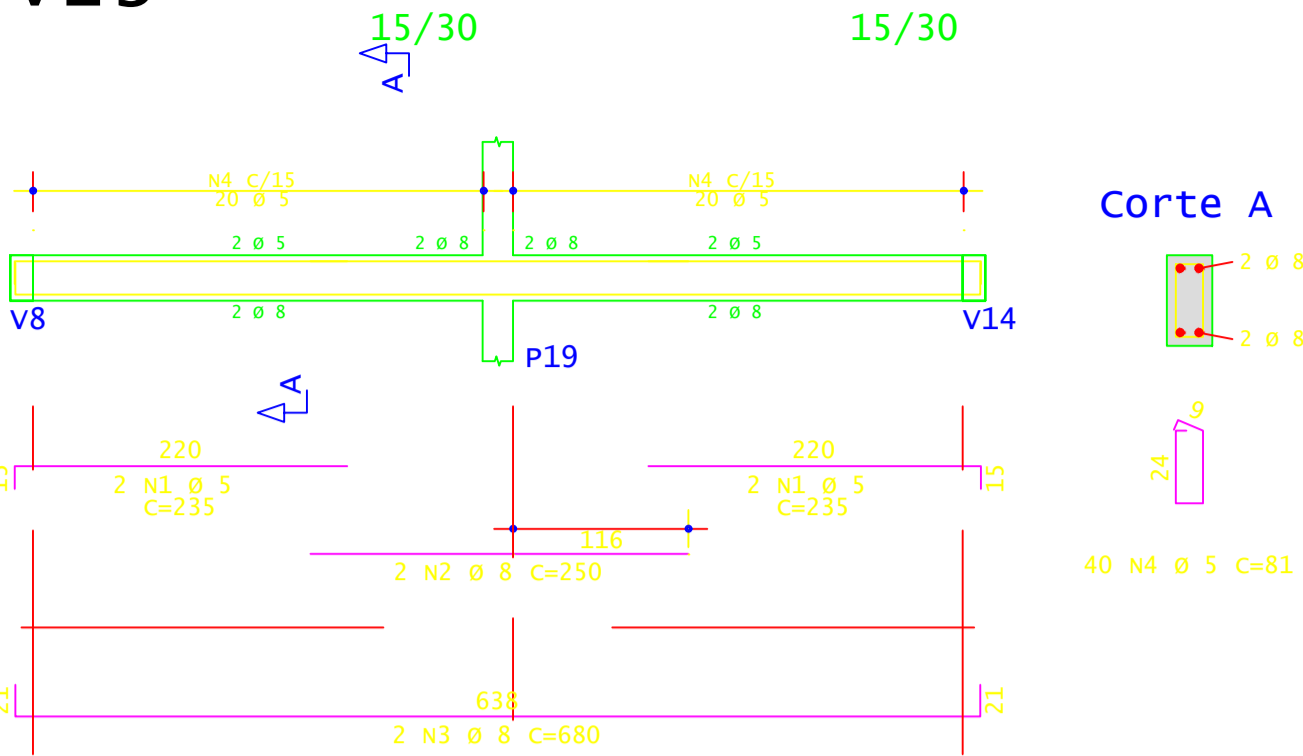 15/30
15/30
A
N4 C/15
20 Ø 5
N4 C/15
20 Ø 5
Corte A
2 Ø 5
2 Ø 8
2 Ø 8
2 Ø 5
2 Ø 8
2 Ø 8
2 Ø 8
2 Ø 8
V8
V14
P19
A
9
24
220
220
15
2 N1 Ø 5
C=235
2 N1 Ø 5
C=235
116
2 N2 Ø 8 C=250
40 N4 Ø 5 C=81
21
638
21
2 N3 Ø 8 C=680